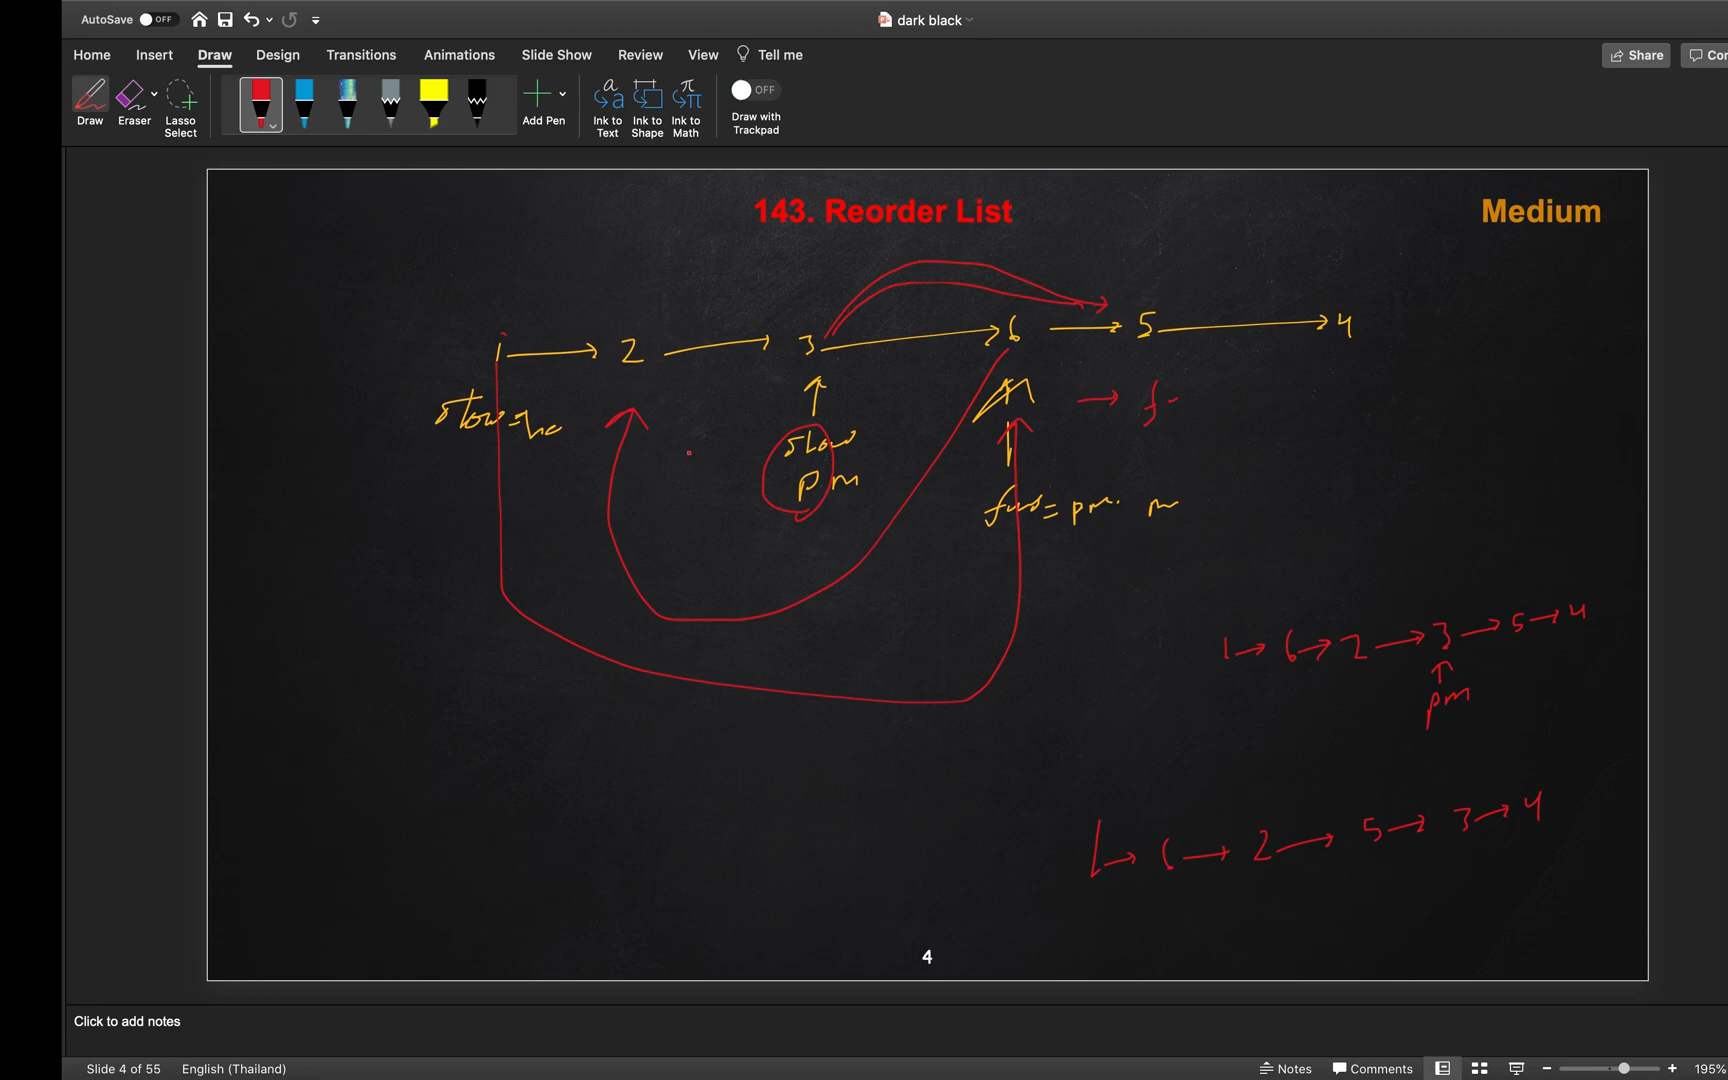 AutoSave OFF
dark black
Home Insert Draw Design Transitions Animations Slide Show Review View Tell me
Share
Draw Eraser Lasso Select Add Pen Ink to Text Ink to Shape Ink to Math OFF Draw with Trackpad
143. Reorder List
Medium
1 → 2 → 3 → 6 → 5 → 4
slow
slow =
pm
= pm.
1 → 6 → 2 → 3 → 5 → 4
pm
→ 2 → 5 → 3 → 4
4
Click to add notes
Slide 4 of 55 English (Thailand) Notes Comments 195%